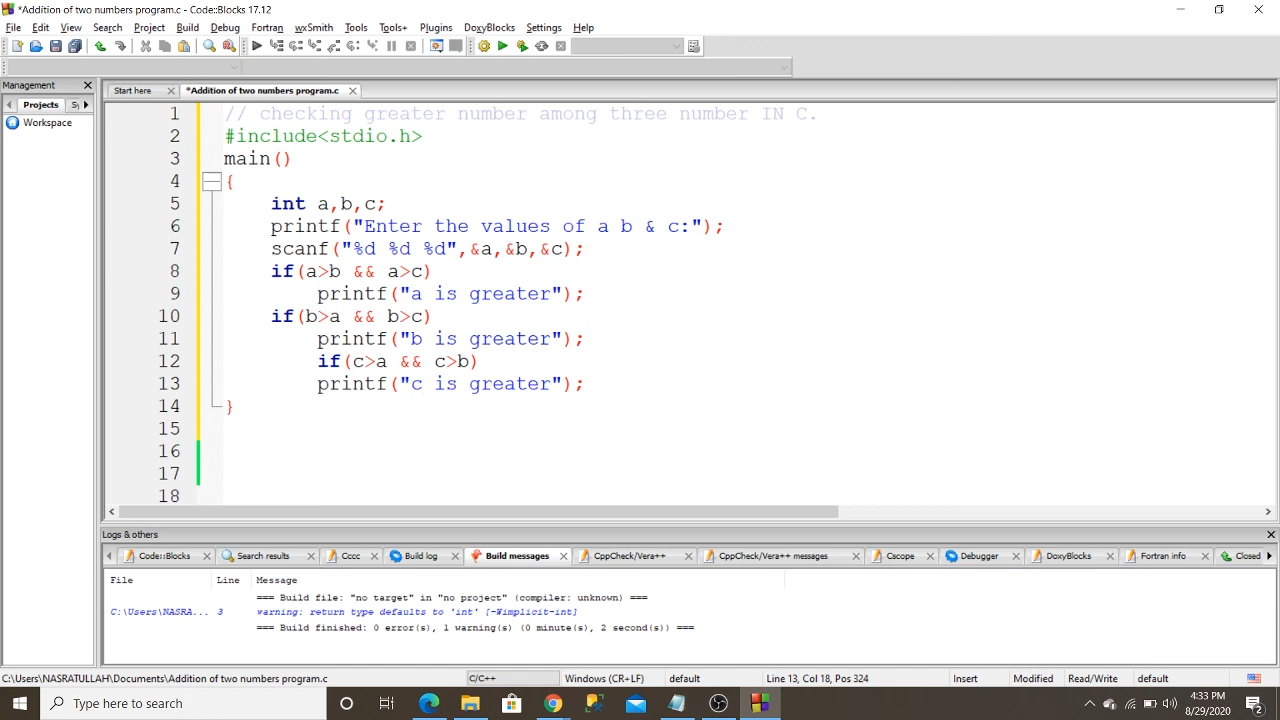 *Addition of two numbers program.c - Code::Blocks 17.12
File Edit View Search Project Build Debug Fortran wxSmith Tools Tools+ Plugins DoxyBlocks Settings Help
Management
Projects
Workspace
Start here
*Addition of two numbers program.c
1 // checking greater number among three number IN C.
2 #include<stdio.h>
3 main()
4 {
5 int a,b,c;
6 printf("Enter the values of a b & c:");
7 scanf("%d %d %d",&a,&b,&c);
8 if(a>b && a>c)
9 printf("a is greater");
10 if(b>a && b>c)
11 printf("b is greater");
12 if(c>a && c>b)
13 printf("c is greater");
14 }
15
16
17
18
Logs & others
Code::Blocks Search results Cccc Build log Build messages CppCheck/Vera++ CppCheck/Vera++ messages Cscope Debugger DoxyBlocks Fortran info Closed
File Line Message
=== Build file: "no target" in "no project" (compiler: unknown) ===
C:\Users\NASRA... 3 warning: return type defaults to 'int' [-Wimplicit-int]
=== Build finished: 0 error(s), 1 warning(s) (0 minute(s), 2 second(s)) ===
C:\Users\NASRATULLAH\Documents\Addition of two numbers program.c C/C++ Windows (CR+LF) default Line 13, Col 18, Pos 324 Insert Modified Read/Write default
Type here to search
4:33 PM
8/29/2020
2